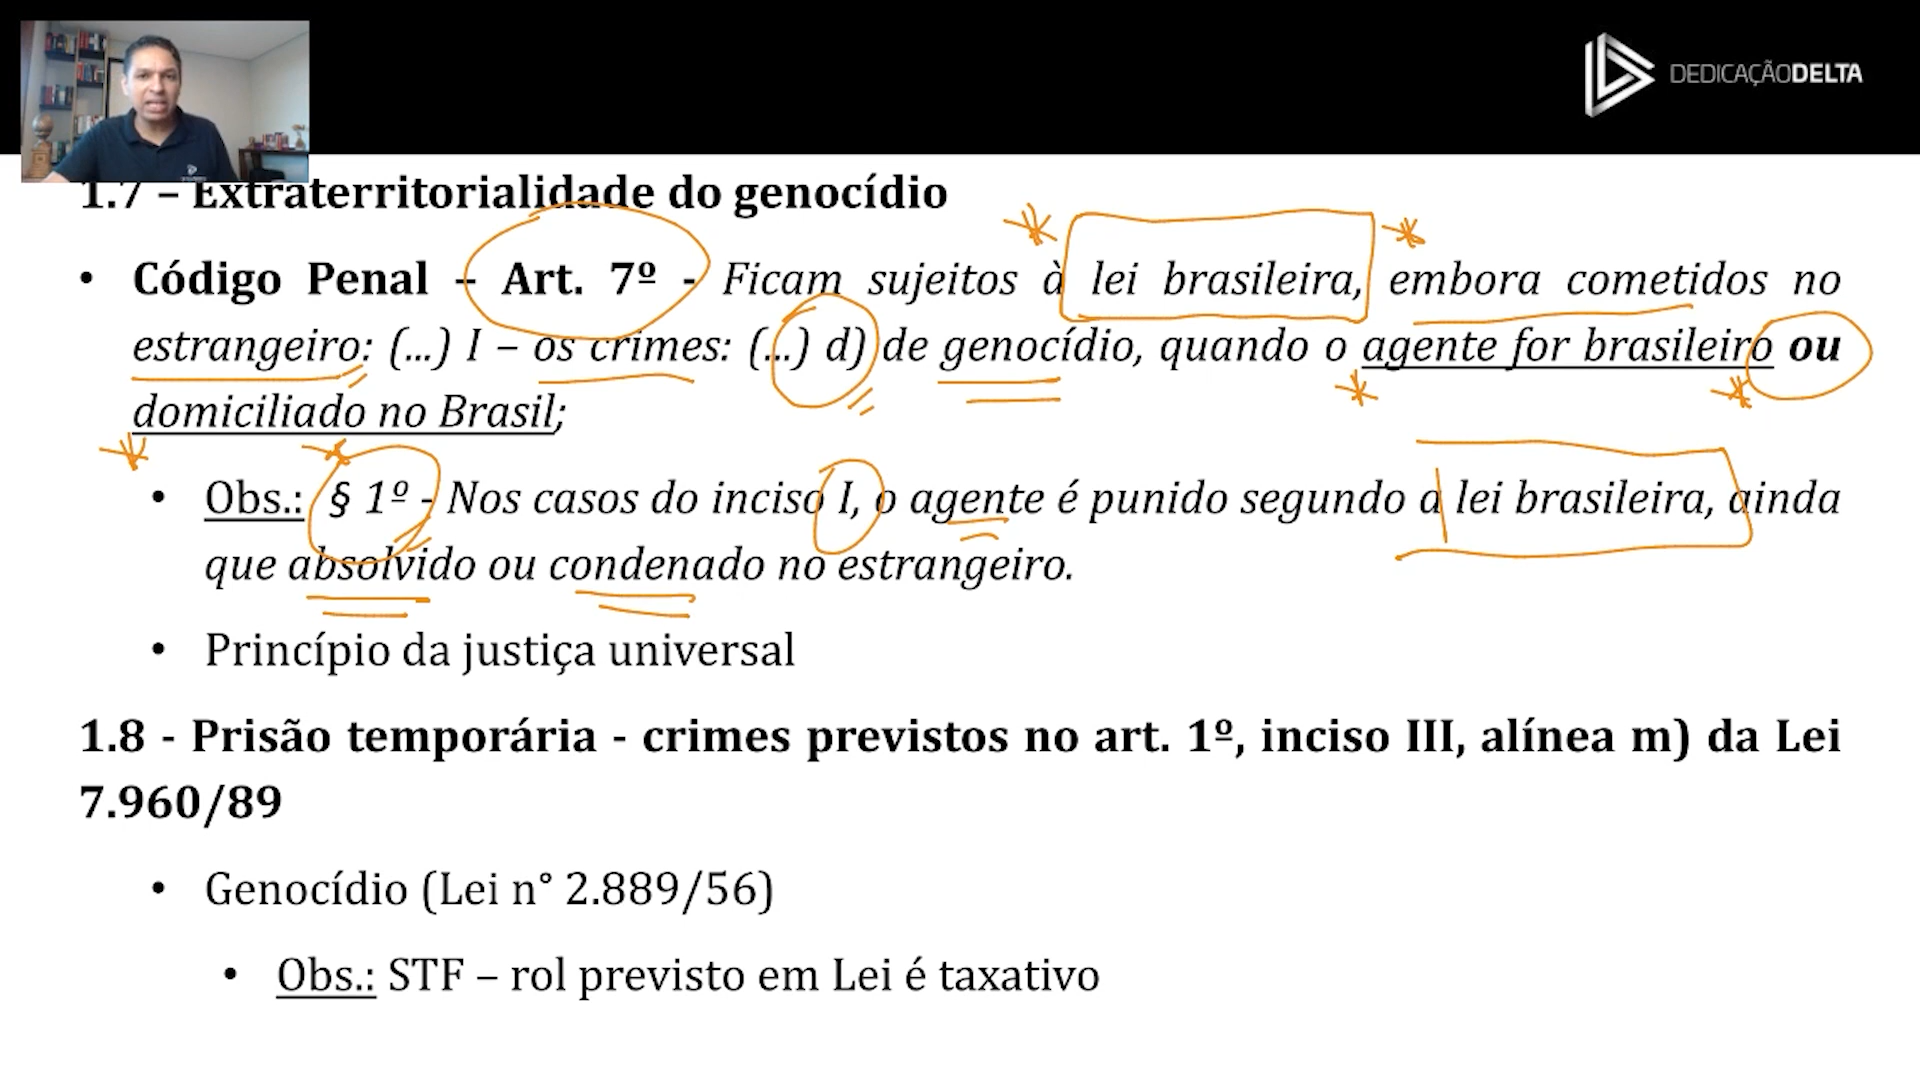 DEDICAÇÃODELTA
1.7 – Extraterritorialidade do genocídio
• Código Penal – Art. 7º - Ficam sujeitos à lei brasileira, embora cometidos no
estrangeiro: (...) I – os crimes: (...) d) de genocídio, quando o agente for brasileiro ou
domiciliado no Brasil;
• Obs.: § 1º - Nos casos do inciso I, o agente é punido segundo a lei brasileira, ainda
que absolvido ou condenado no estrangeiro.
• Princípio da justiça universal
1.8 - Prisão temporária - crimes previstos no art. 1º, inciso III, alínea m) da Lei
7.960/89
• Genocídio (Lei n° 2.889/56)
• Obs.: STF – rol previsto em Lei é taxativo